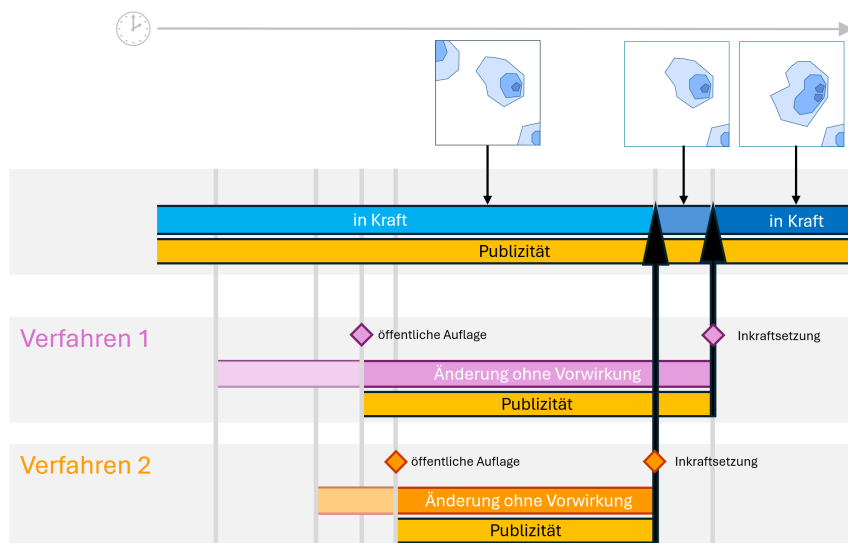 in Kraft
in Kraft
Publizität
Verfahren 1
öffentliche Auflage
Inkraftsetzung
Änderung ohne Vorwirkung
Publizität
Verfahren 2
öffentliche Auflage
Inkraftsetzung
Änderung ohne Vorwirkung
Publizität